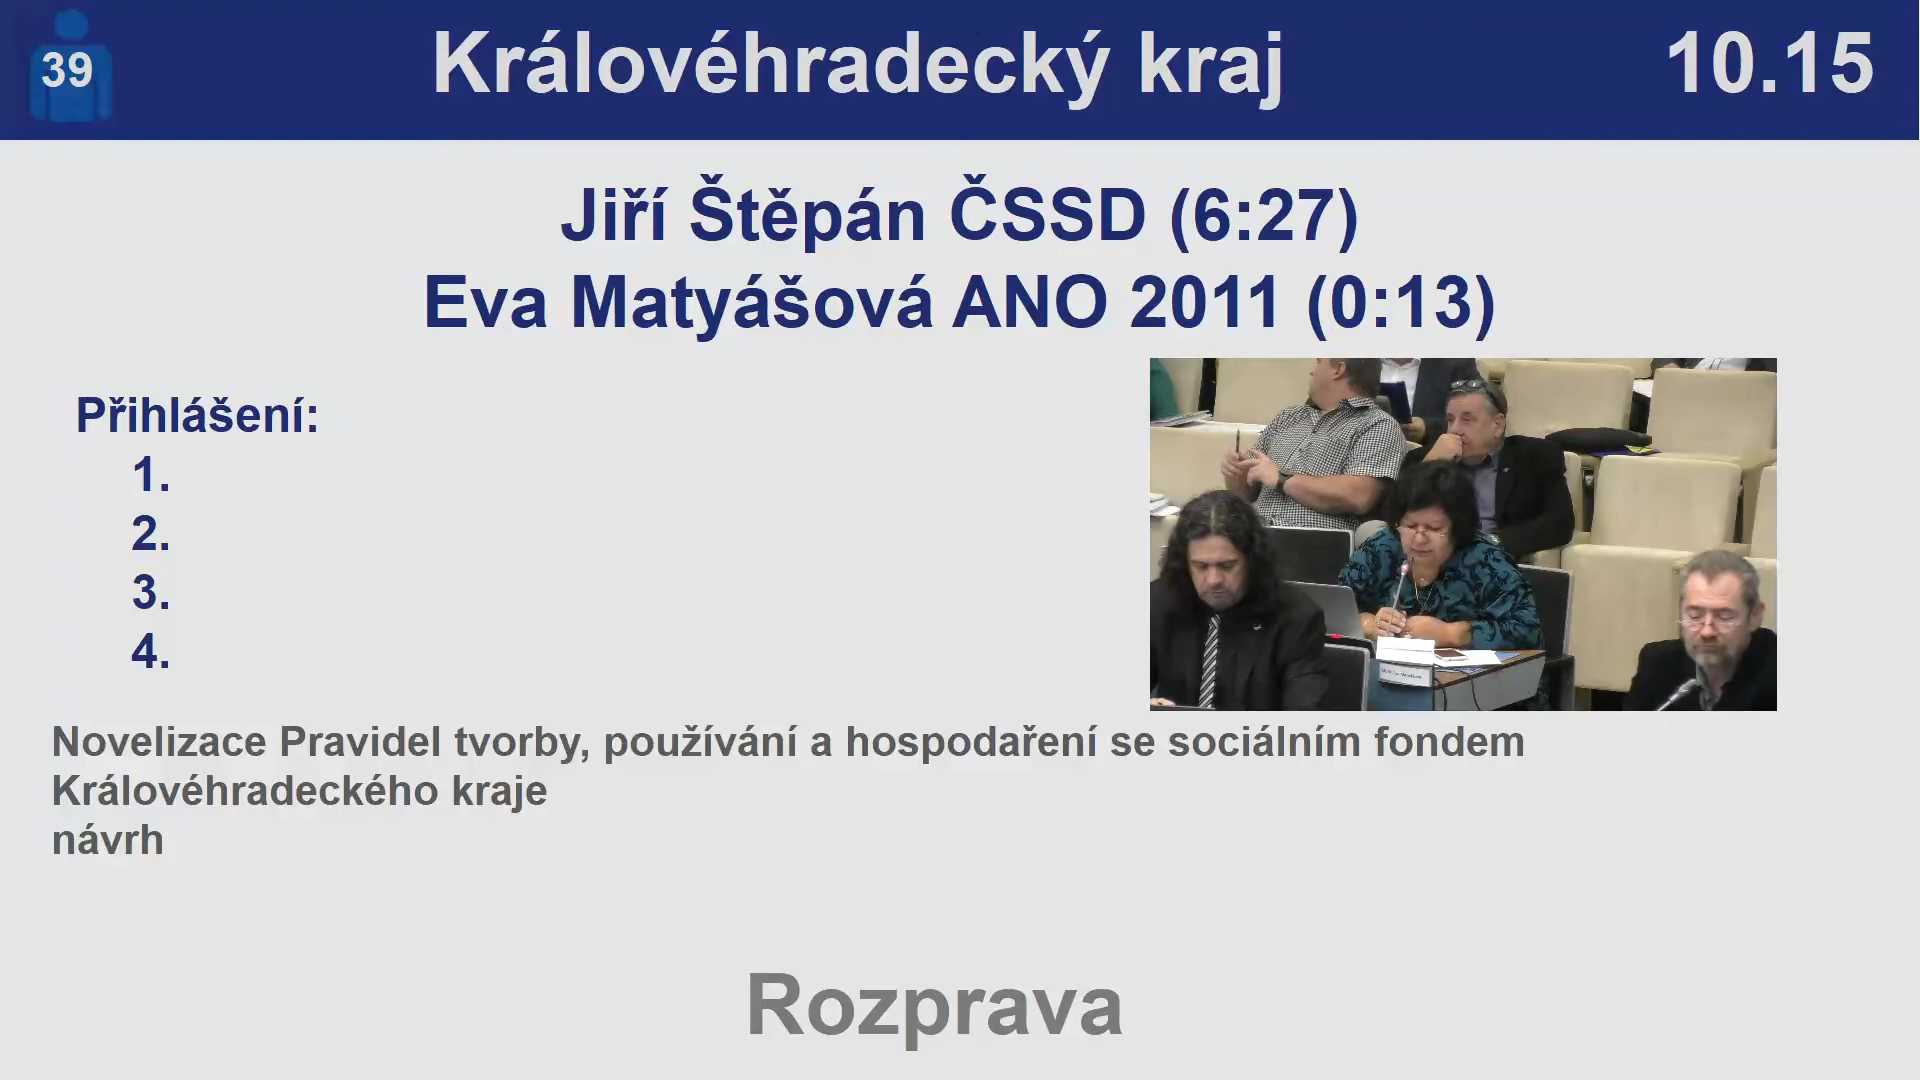 39
Královéhradecký kraj
10.15
Jiří Štěpán ČSSD (6:27)
Eva Matyášová ANO 2011 (0:13)
Přihlášení:
1.
2.
3.
4.
Novelizace Pravidel tvorby, používání a hospodaření se sociálním fondem
Královéhradeckého kraje
návrh
Rozprava